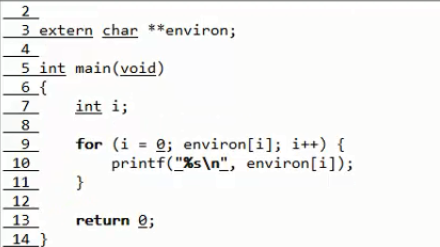 2
3 extern char **environ;
4
5 int main(void)
6 {
7     int i;
8
9     for (i = 0; environ[i]; i++) {
10         printf("%s\n", environ[i]);
11     }
12
13     return 0;
14 }